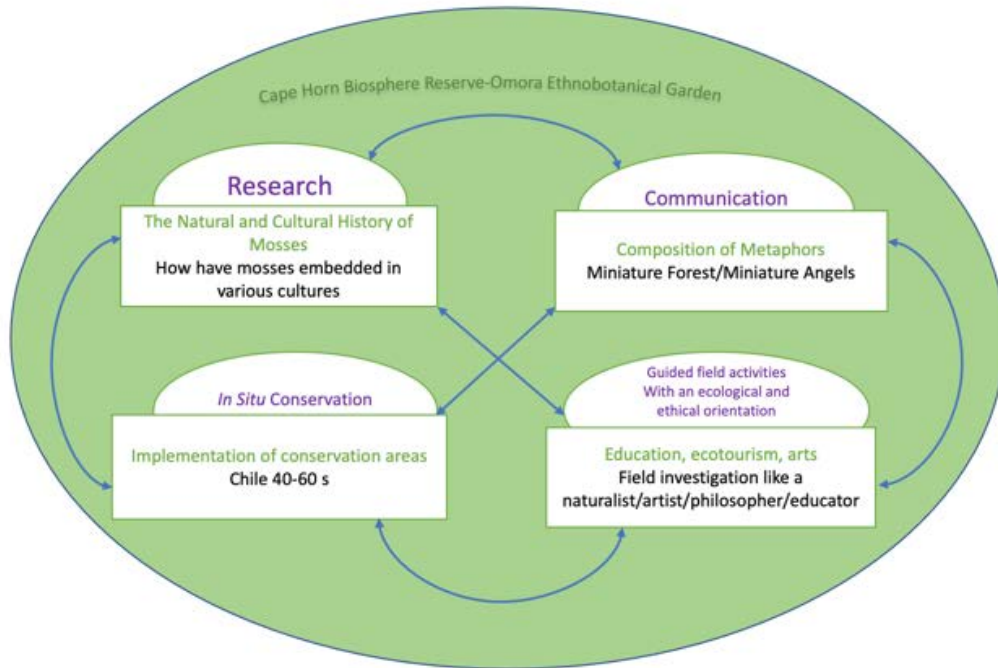 Cape Horn Biosphere Reserve-Omora Ethnobotanical Garden
Research
The Natural and Cultural History of
Mosses
How have mosses embedded in
various cultures
Communication
Composition of Metaphors
Miniature Forest/Miniature Angels
In Situ Conservation
Implementation of conservation areas
Chile 40-60 s
Guided field activities
With an ecological and
ethical orientation
Education, ecotourism, arts
Field investigation like a
naturalist/artist/philosopher/educator